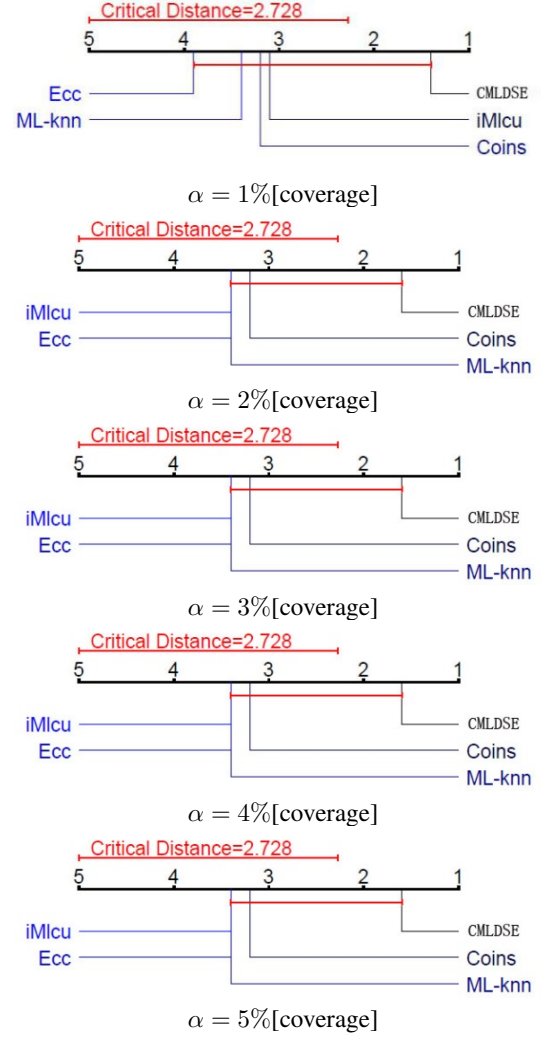 Critical Distance=2.728
5 4 3 2 1
Ecc CMLDSE
ML-knn iMlcu
Coins
α = 1%[coverage]
Critical Distance=2.728
5 4 3 2 1
iMlcu CMLDSE
Ecc Coins
ML-knn
α = 2%[coverage]
Critical Distance=2.728
5 4 3 2 1
iMlcu CMLDSE
Ecc Coins
ML-knn
α = 3%[coverage]
Critical Distance=2.728
5 4 3 2 1
iMlcu CMLDSE
Ecc Coins
ML-knn
α = 4%[coverage]
Critical Distance=2.728
5 4 3 2 1
iMlcu CMLDSE
Ecc Coins
ML-knn
α = 5%[coverage]